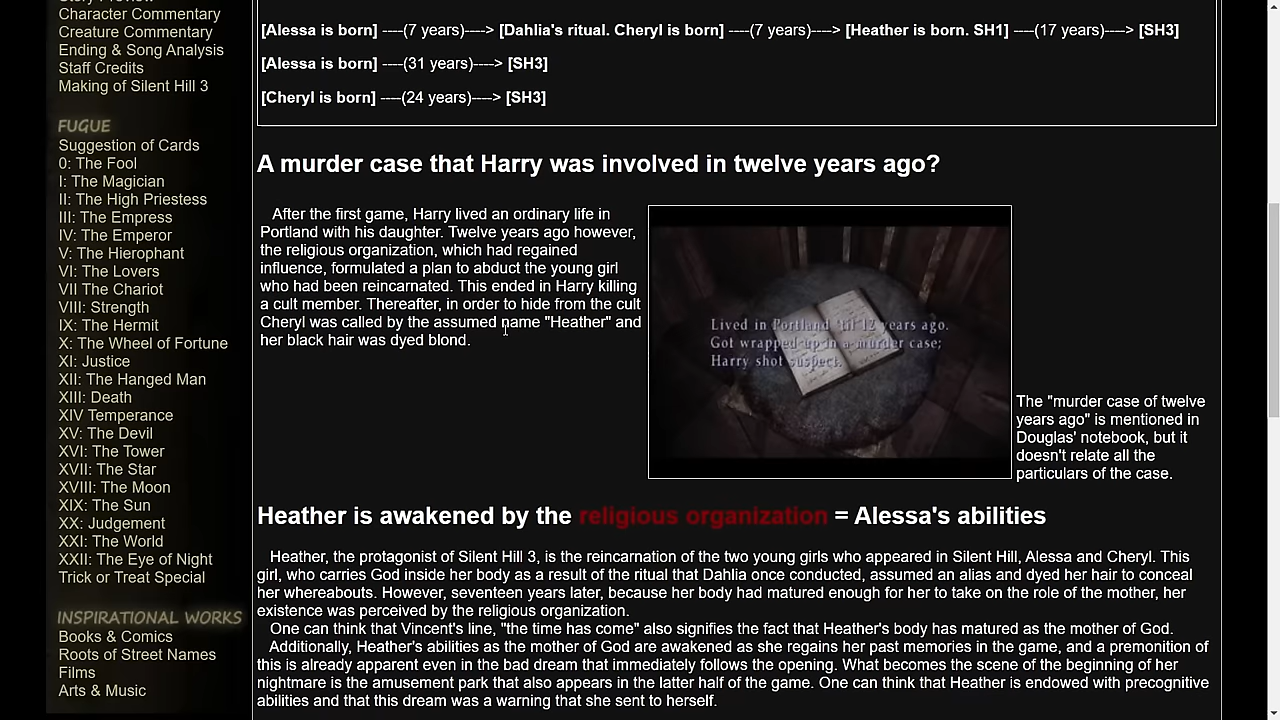 Character Commentary
Creature Commentary
Ending & Song Analysis
Staff Credits
Making of Silent Hill 3
FUGUE
Suggestion of Cards
0: The Fool
I: The Magician
II: The High Priestess
III: The Empress
IV: The Emperor
V: The Hierophant
VI: The Lovers
VII The Chariot
VIII: Strength
IX: The Hermit
X: The Wheel of Fortune
XI: Justice
XII: The Hanged Man
XIII: Death
XIV Temperance
XV: The Devil
XVI: The Tower
XVII: The Star
XVIII: The Moon
XIX: The Sun
XX: Judgement
XXI: The World
XXII: The Eye of Night
Trick or Treat Special
INSPIRATIONAL WORKS
Books & Comics
Roots of Street Names
Films
Arts & Music
[Alessa is born] ----(7 years)----> [Dahlia's ritual. Cheryl is born] ----(7 years)----> [Heather is born. SH1] ----(17 years)----> [SH3]
[Alessa is born] ----(31 years)----> [SH3]
[Cheryl is born] ----(24 years)----> [SH3]
A murder case that Harry was involved in twelve years ago?
After the first game, Harry lived an ordinary life in
Portland with his daughter. Twelve years ago however,
the religious organization, which had regained
influence, formulated a plan to abduct the young girl
who had been reincarnated. This ended in Harry killing
a cult member. Thereafter, in order to hide from the cult
Cheryl was called by the assumed name "Heather" and
her black hair was dyed blond.
Lived in Portland 'til 12 years ago.
Got wrapped up in a murder case;
Harry shot suspect.
The "murder case of twelve
years ago" is mentioned in
Douglas' notebook, but it
doesn't relate all the
particulars of the case.
Heather is awakened by the religious organization = Alessa's abilities
Heather, the protagonist of Silent Hill 3, is the reincarnation of the two young girls who appeared in Silent Hill, Alessa and Cheryl. This
girl, who carries God inside her body as a result of the ritual that Dahlia once conducted, assumed an alias and dyed her hair to conceal
her whereabouts. However, seventeen years later, because her body had matured enough for her to take on the role of the mother, her
existence was perceived by the religious organization.
One can think that Vincent's line, "the time has come" also signifies the fact that Heather's body has matured as the mother of God.
Additionally, Heather's abilities as the mother of God are awakened as she regains her past memories in the game, and a premonition of
this is already apparent even in the bad dream that immediately follows the opening. What becomes the scene of the beginning of her
nightmare is the amusement park that also appears in the latter half of the game. One can think that Heather is endowed with precognitive
abilities and that this dream was a warning that she sent to herself.